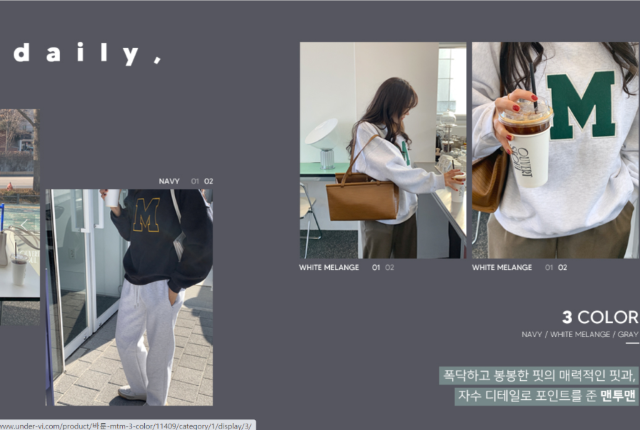 daily,
NAVY 01 02
M
M
WHITE MELANGE 01 02
WHITE MELANGE 01 02
3 COLOR
NAVY / WHITE MELANGE / GRAY
폭닥하고 봉봉한 핏의 매력적인 핏과,
자수 디테일로 포인트를 준 맨투맨
www.under-vi.com/product/바룬-mtm-3-color/11409/category/1/display/3/